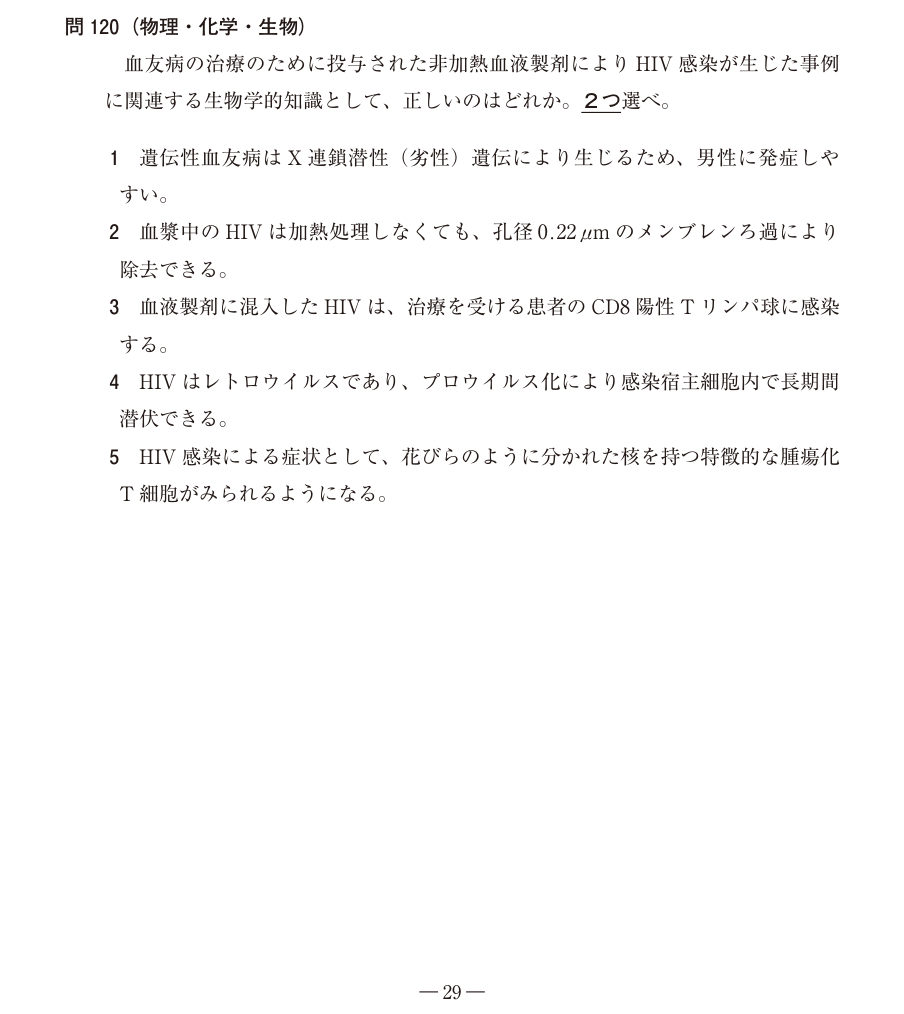 問 120（物理・化学・生物）
血友病の治療のために投与された非加熱血液製剤により HIV 感染が生じた事例
に関連する生物学的知識として、正しいのはどれか。２つ選べ。
1 遺伝性血友病は X 連鎖潜性（劣性）遺伝により生じるため、男性に発症しや
すい。
2 血漿中の HIV は加熱処理しなくても、孔径 0.22 μm のメンブレンろ過により
除去できる。
3 血液製剤に混入した HIV は、治療を受ける患者の CD8 陽性 T リンパ球に感染
する。
4 HIV はレトロウイルスであり、プロウイルス化により感染宿主細胞内で長期間
潜伏できる。
5 HIV 感染による症状として、花びらのように分かれた核を持つ特徴的な腫瘍化
T 細胞がみられるようになる。
— 29 —